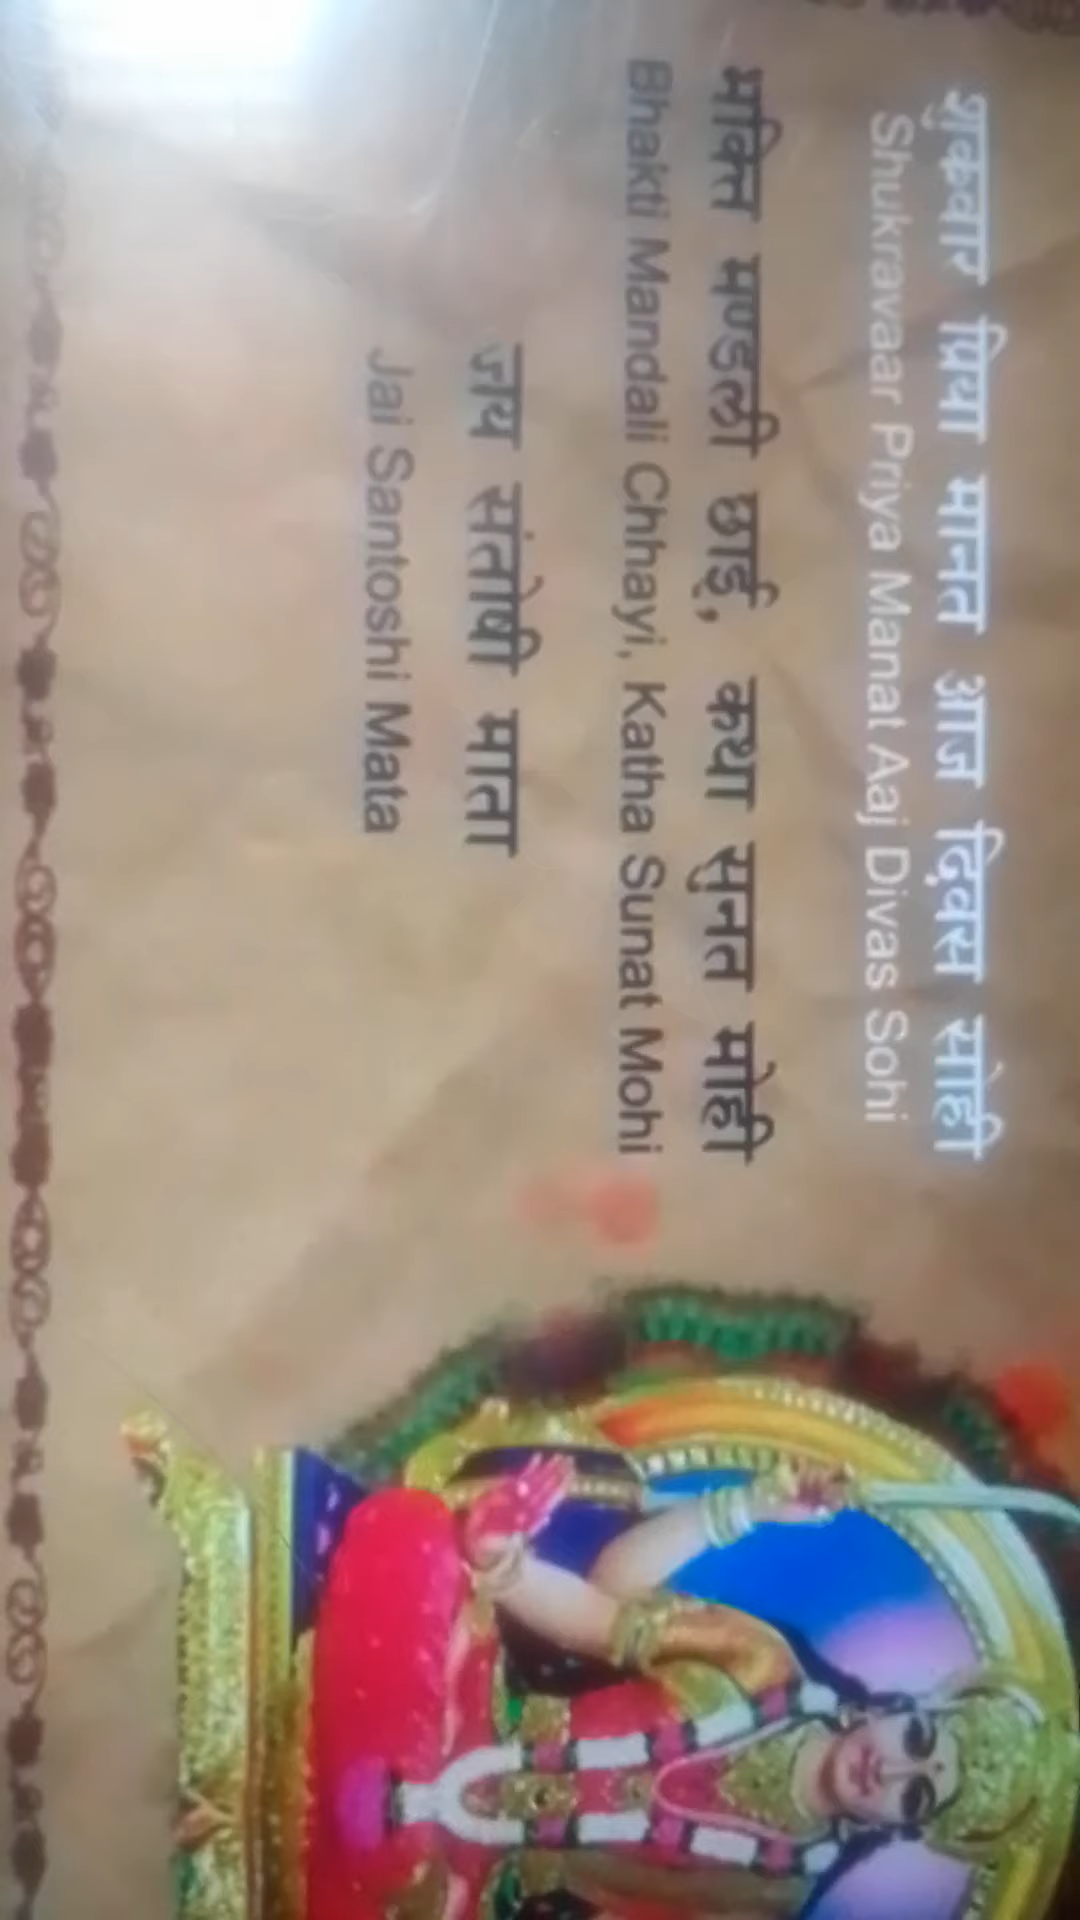 शुक्रवार प्रिया मानत आज दिवस सोही
Shukravaar Priya Manat Aaj Divas Sohi
भक्ति मण्डली छाई, कथा सुनत मोही
Bhakti Mandali Chhayi, Katha Sunat Mohi
जय संतोषी माता
Jai Santoshi Mata